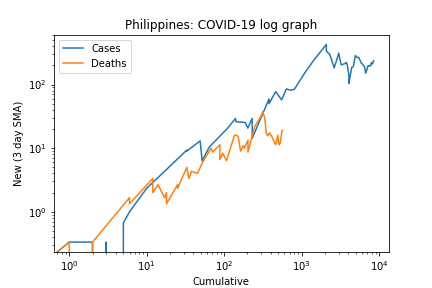 Philippines: COVID-19 log graph
Cases
Deaths
New (3 day SMA)
10²
10¹
10⁰
10⁰ 10¹ 10² 10³ 10⁴
Cumulative